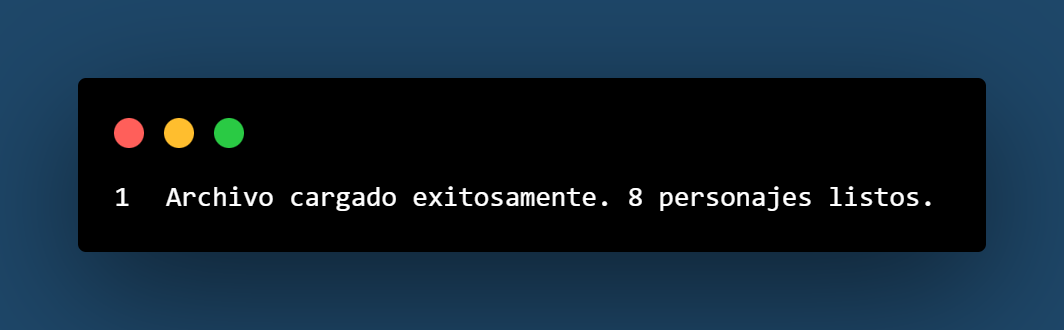 1 Archivo cargado exitosamente. 8 personajes listos.